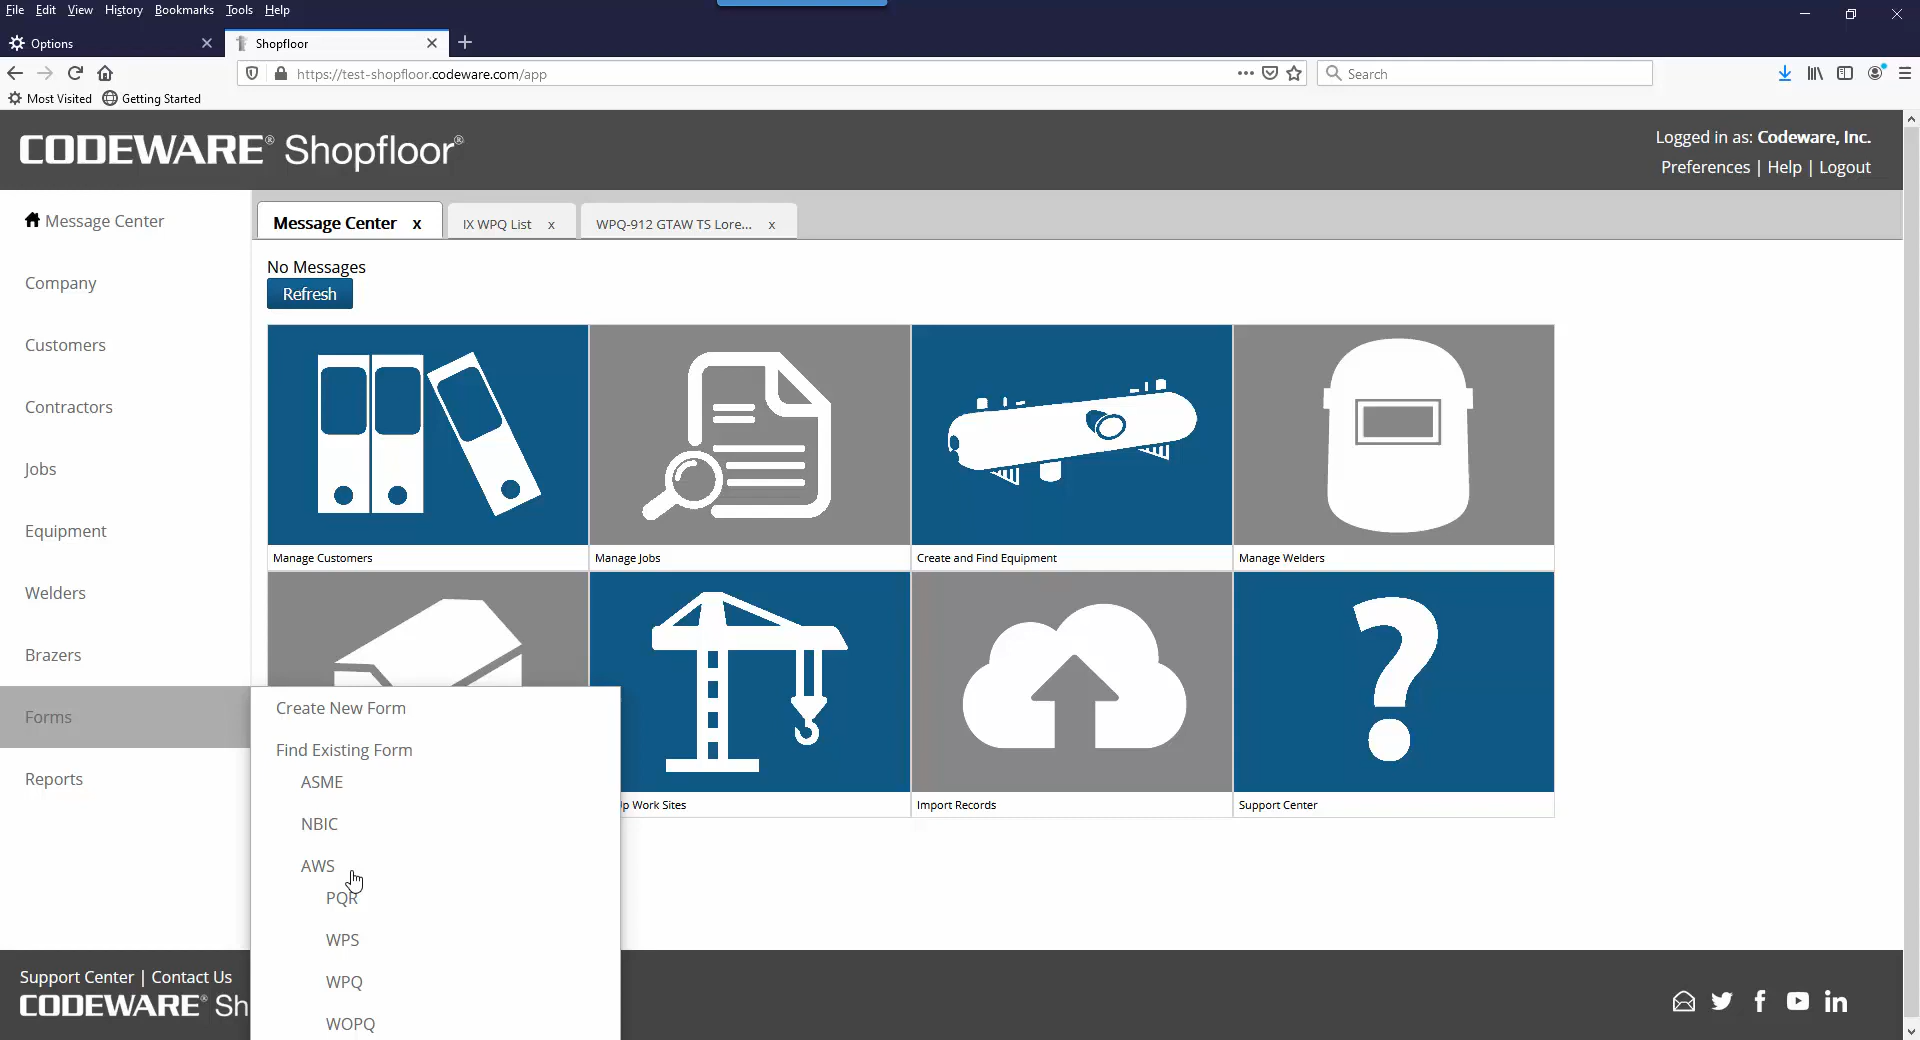 File Edit View History Bookmarks Tools Help
Options
Shopfloor
https://test-shopfloor.codeware.com/app
Search
Most Visited Getting Started
CODEWARE® Shopfloor®
Logged in as: Codeware, Inc.
Preferences | Help | Logout
Message Center
Company
Customers
Contractors
Jobs
Equipment
Welders
Brazers
Forms
Reports
Message Center x
IX WPQ List x
WPQ-912 GTAW TS Lore... x
No Messages
Refresh
Manage Customers
Manage Jobs
Create and Find Equipment
Manage Welders
Work Sites
Import Records
Support Center
Create New Form
Find Existing Form
ASME
NBIC
AWS
PQR
WPS
WPQ
WOPQ
Support Center | Contact Us
CODEWARE® Sh